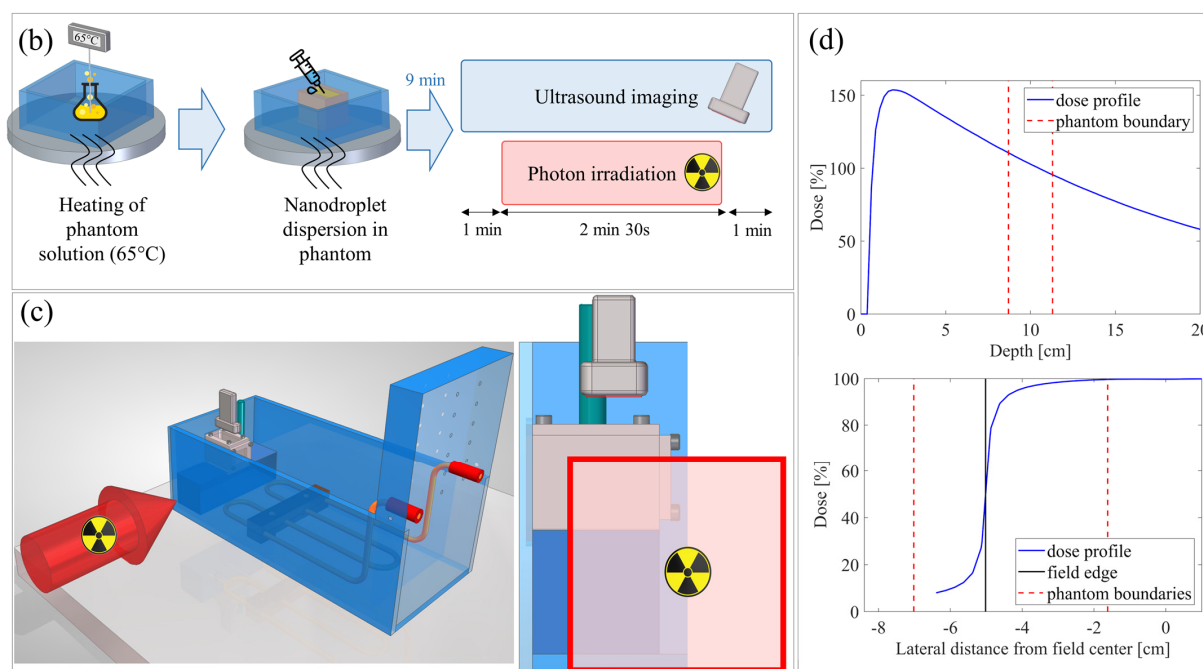 (b)
65°C
9 min
Ultrasound imaging
Photon irradiation
Heating of
phantom
solution (65°C)
Nanodroplet
dispersion in
phantom
1 min
2 min 30s
1 min
(c)
(d)
150
100
50
0
Dose [%]
dose profile
phantom boundary
0
5
10
15
20
Depth [cm]
100
80
60
40
20
0
Dose [%]
dose profile
field edge
phantom boundaries
-8
-6
-4
-2
0
Lateral distance from field center [cm]